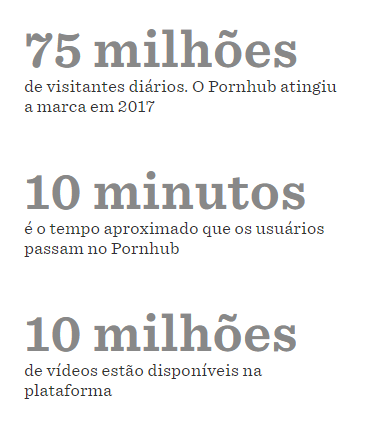 75 milhões
de visitantes diários. O Pornhub atingiu
a marca em 2017
10 minutos
é o tempo aproximado que os usuários
passam no Pornhub
10 milhões
de vídeos estão disponíveis na
plataforma